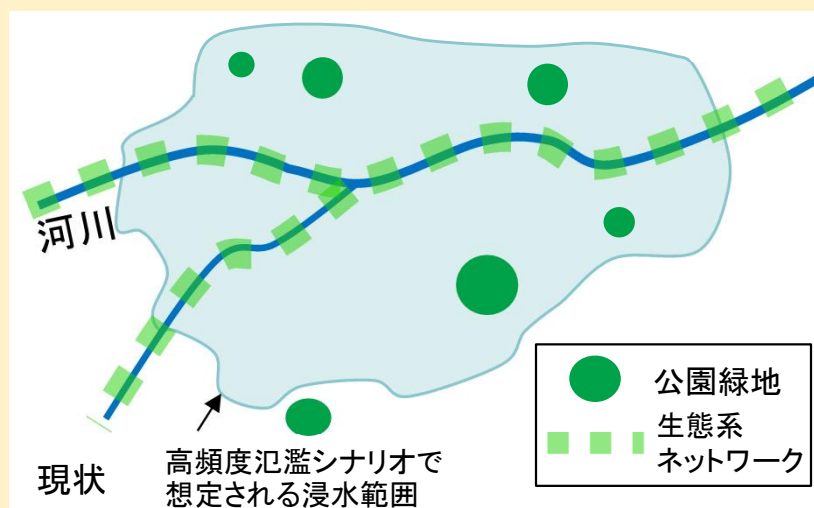 河川
公園緑地
生態系
ネットワーク
現状
高頻度氾濫シナリオで
想定される浸水範囲